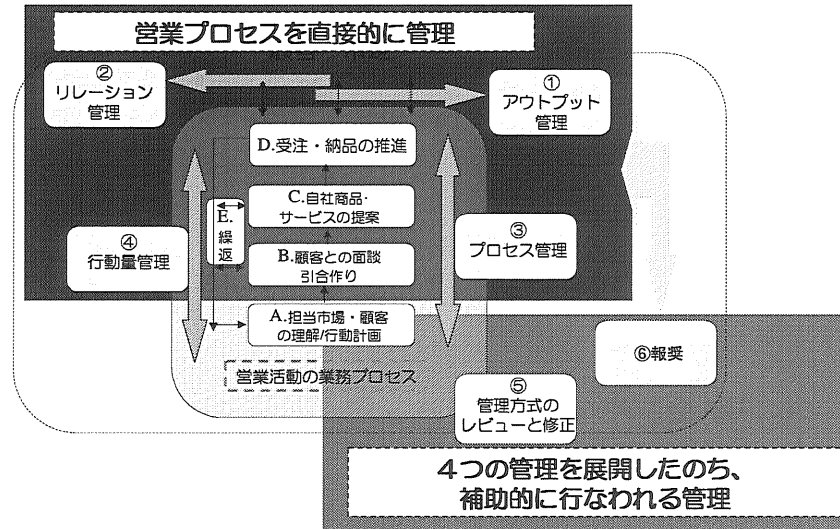 営業プロセスを直接的に管理
②
リレーション
管理
①
アウトプット
管理
D.受注・納品の推進
C.自社商品・
サービスの提案
E.
繰
返
③
プロセス管理
④
行動量管理
B.顧客との面談
引合作り
A.担当市場・顧客
の理解/行動計画
営業活動の業務プロセス
⑥報奨
⑤
管理方式の
レビューと修正
4つの管理を展開したのち、
補助的に行なわれる管理